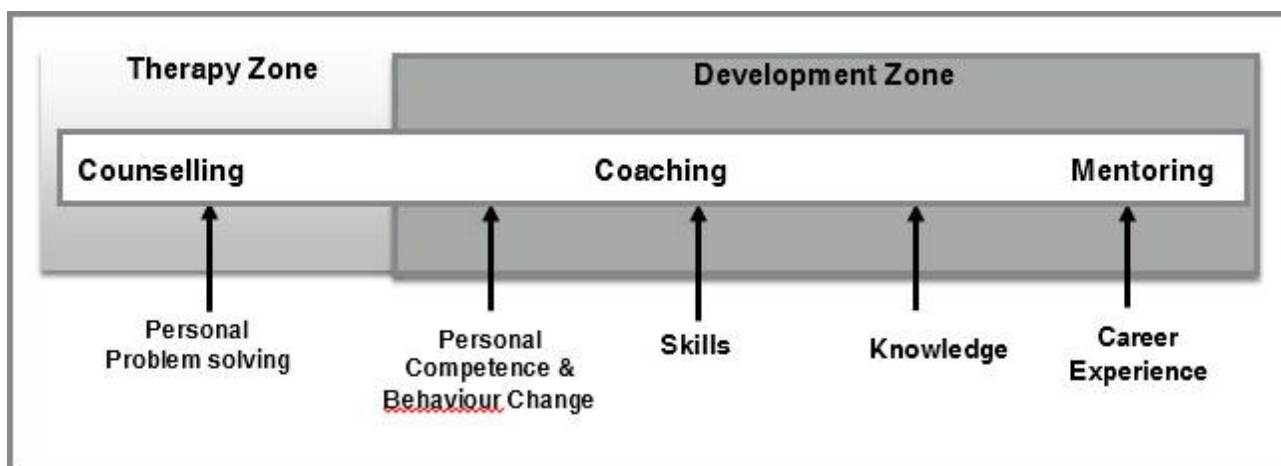 Therapy Zone
Development Zone
Counselling
Coaching
Mentoring
Personal
Problem solving
Personal
Competence &
Behaviour Change
Skills
Knowledge
Career
Experience